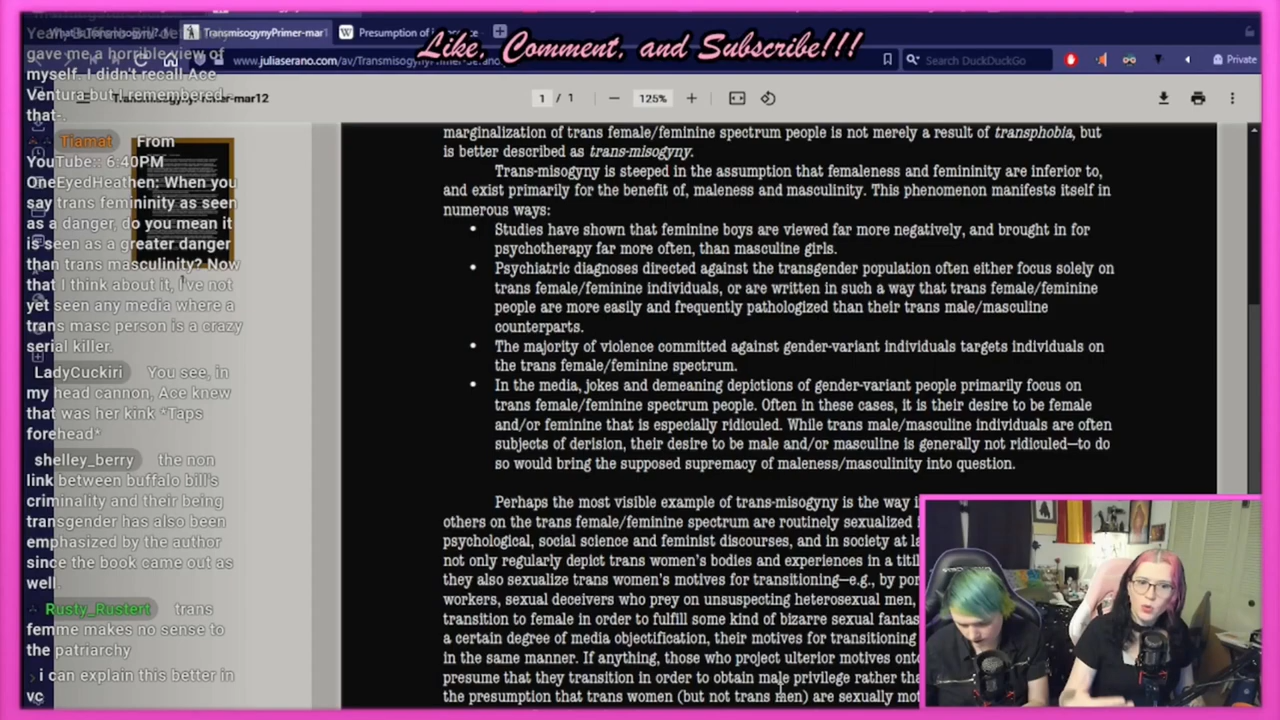 Like, Comment, and Subscribe!!!
TransmisogynyPrimer-mar1
Presumption of
www.juliaserano.com/av/TransmisogynyPrimer-Serano
Search DuckDuckGo
Private
1 / 1
125%
gave me a horrible view of
myself. I didn't recall Ace
Ventura but I remembered -
that-.
Tiamat From
YouTube:: 6:40PM
OneEyedHeathen: When you
say trans femininity as seen
as a danger, do you mean it
is seen as a greater danger
than trans masculinity? Now
that I think about it, I've not
yet seen any media where a
trans masc person is a crazy
serial killer.
LadyCuckiri You see, in
my head cannon, Ace knew
that was her kink *Taps
forehead*
shelley_berry the non
link between buffalo bill's
criminality and their being
transgender has also been
emphasized by the author
since the book came out as
well.
Rusty_Rustert trans
femme makes no sense to
the patriarchy
i can explain this better in
vc
marginalization of trans female/feminine spectrum people is not merely a result of transphobia, but
is better described as trans-misogyny.
Trans-misogyny is steeped in the assumption that femaleness and femininity are inferior to,
and exist primarily for the benefit of, maleness and masculinity. This phenomenon manifests itself in
numerous ways:
• Studies have shown that feminine boys are viewed far more negatively, and brought in for
psychotherapy far more often, than masculine girls.
• Psychiatric diagnoses directed against the transgender population often either focus solely on
trans female/feminine individuals, or are written in such a way that trans female/feminine
people are more easily and frequently pathologized than their trans male/masculine
counterparts.
• The majority of violence committed against gender-variant individuals targets individuals on
the trans female/feminine spectrum.
• In the media, jokes and demeaning depictions of gender-variant people primarily focus on
trans female/feminine spectrum people. Often in these cases, it is their desire to be female
and/or feminine that is especially ridiculed. While trans male/masculine individuals are often
subjects of derision, their desire to be male and/or masculine is generally not ridiculed—to do
so would bring the supposed supremacy of maleness/masculinity into question.
Perhaps the most visible example of trans-misogyny is the way
others on the trans female/feminine spectrum are routinely sexualized
psychological, social science and feminist discourses, and in society at
not only regularly depict trans women's bodies and experiences in a
they also sexualize trans women's motives for transitioning—e.g., by
workers, sexual deceivers who prey on unsuspecting heterosexual men,
transition to female in order to fulfill some kind of bizarre sexual
a certain degree of media objectification, their motives for transitioning
in the same manner. If anything, those who project ulterior motives
presume that they transition in order to obtain male privilege rather
the presumption that trans women (but not trans men) are sexually